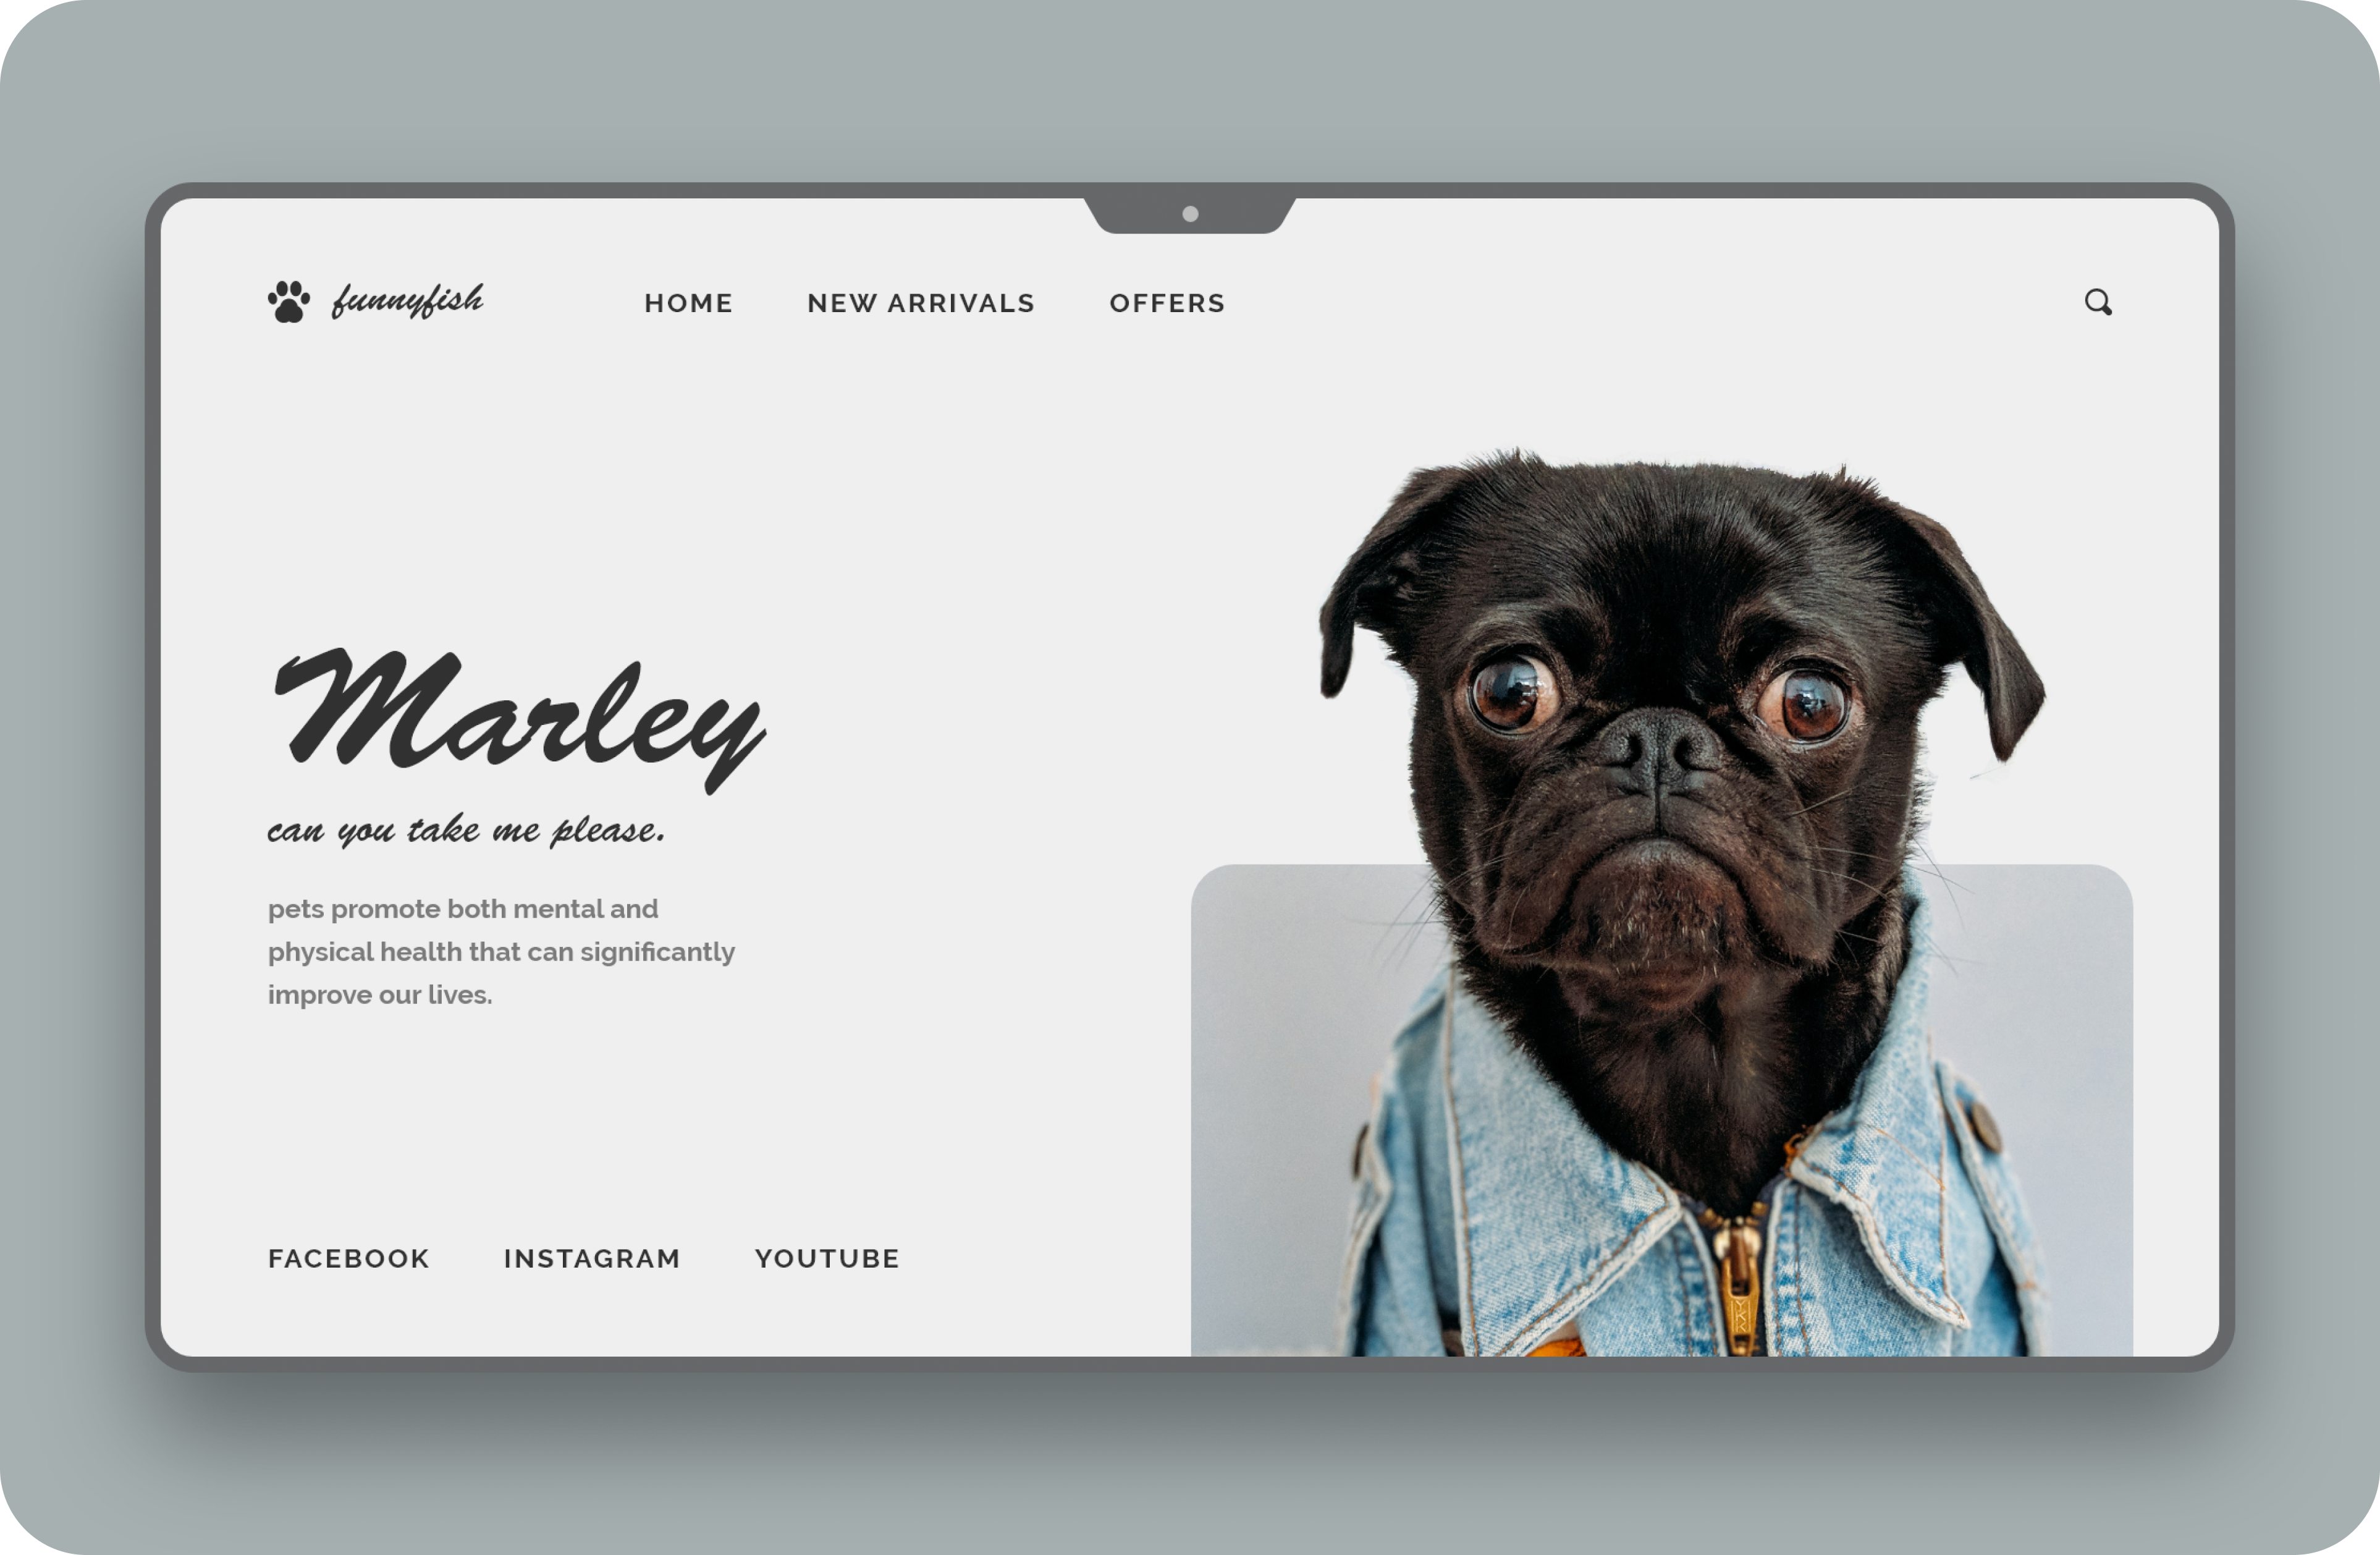 funnyfish
HOME NEW ARRIVALS OFFERS
Marley
can you take me please.
pets promote both mental and
physical health that can significantly
improve our lives.
YKK
FACEBOOK INSTAGRAM YOUTUBE